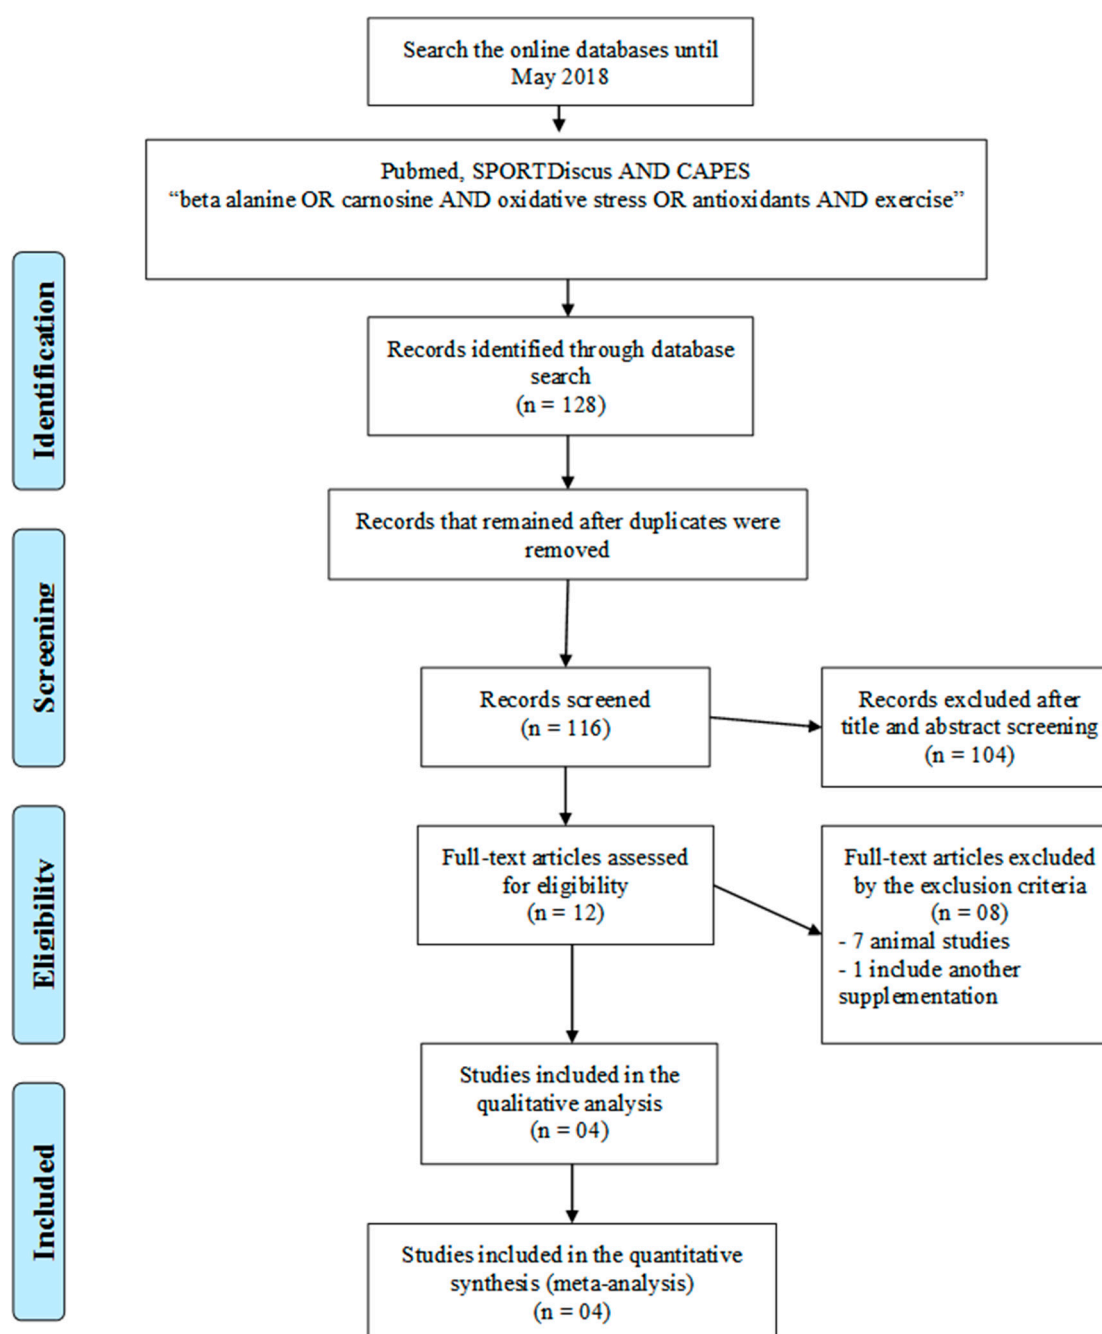 Search the online databases until
May 2018
Pubmed, SPORTDiscus AND CAPES
“beta alanine OR carnosine AND oxidative stress OR antioxidants AND exercise”
Identification
Records identified through database
search
(n = 128)
Records that remained after duplicates were
removed
Screening
Records screened
(n = 116)
Records excluded after
title and abstract screening
(n = 104)
Eligibility
Full-text articles assessed
for eligibility
(n = 12)
Full-text articles excluded
by the exclusion criteria
(n = 08)
- 7 animal studies
- 1 include another
supplementation
Studies included in the
qualitative analysis
(n = 04)
Included
Studies included in the quantitative
synthesis (meta-analysis)
(n = 04)